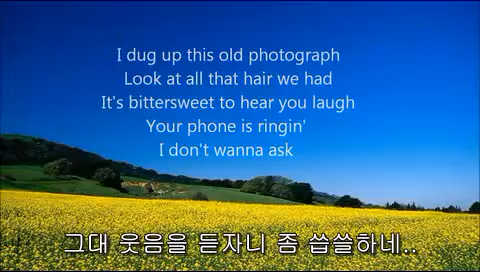 I dug up this old photograph
Look at all that hair we had
It's bittersweet to hear you laugh
Your phone is ringin'
I don't wanna ask
그대 웃음을 듣자니 좀 씁쓸하네..